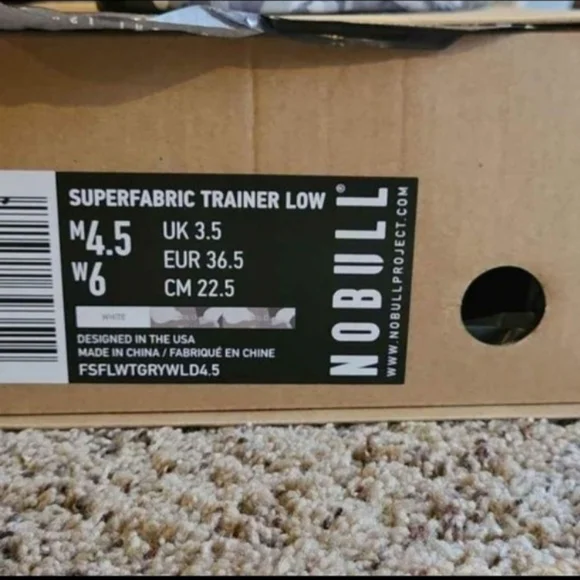 SUPERFABRIC TRAINER LOW
M4.5
W6
UK 3.5
EUR 36.5
CM 22.5
WHITE
DESIGNED IN THE USA
MADE IN CHINA / FABRIQUÉ EN CHINE
FSFLWTGRYWLD4.5
NOBULL®
WWW.NOBULLPROJECT.COM